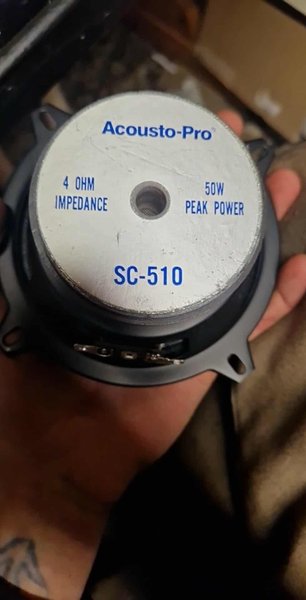 Acousto-Pro
4 OHM
IMPEDANCE
50W
PEAK POWER
SC-510